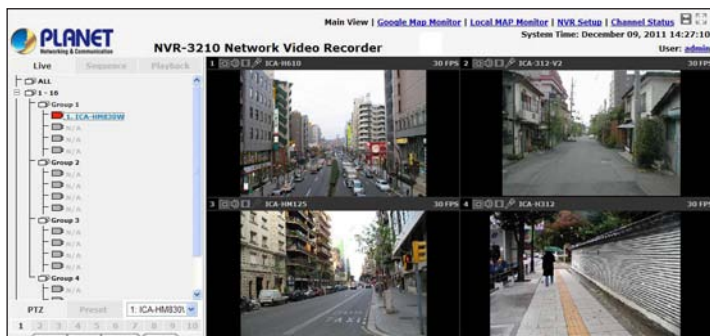 Main View | Google Map Monitor | Local MAP Monitor | NVR Setup | Channel Status
PLANET
Networking & Communication
NVR-3210 Network Video Recorder
System Time: December 09, 2011 14:27:10
User: admin
Live Sequence Playback
ALL
1 - 16
Group 1
1. ICA-HM830W
N/A
N/A
N/A
Group 2
N/A
N/A
N/A
N/A
Group 3
N/A
N/A
N/A
N/A
Group 4
N/A
PTZ Preset 1: ICA-HM830\
1 2 3 4 5 6 7 8 9 10
1 ICA-H610 30 FPS
2 ICA-312-V2 30 FPS
3 ICA-HM125 30 FPS
4 ICA-H312 30 FPS
TAXI